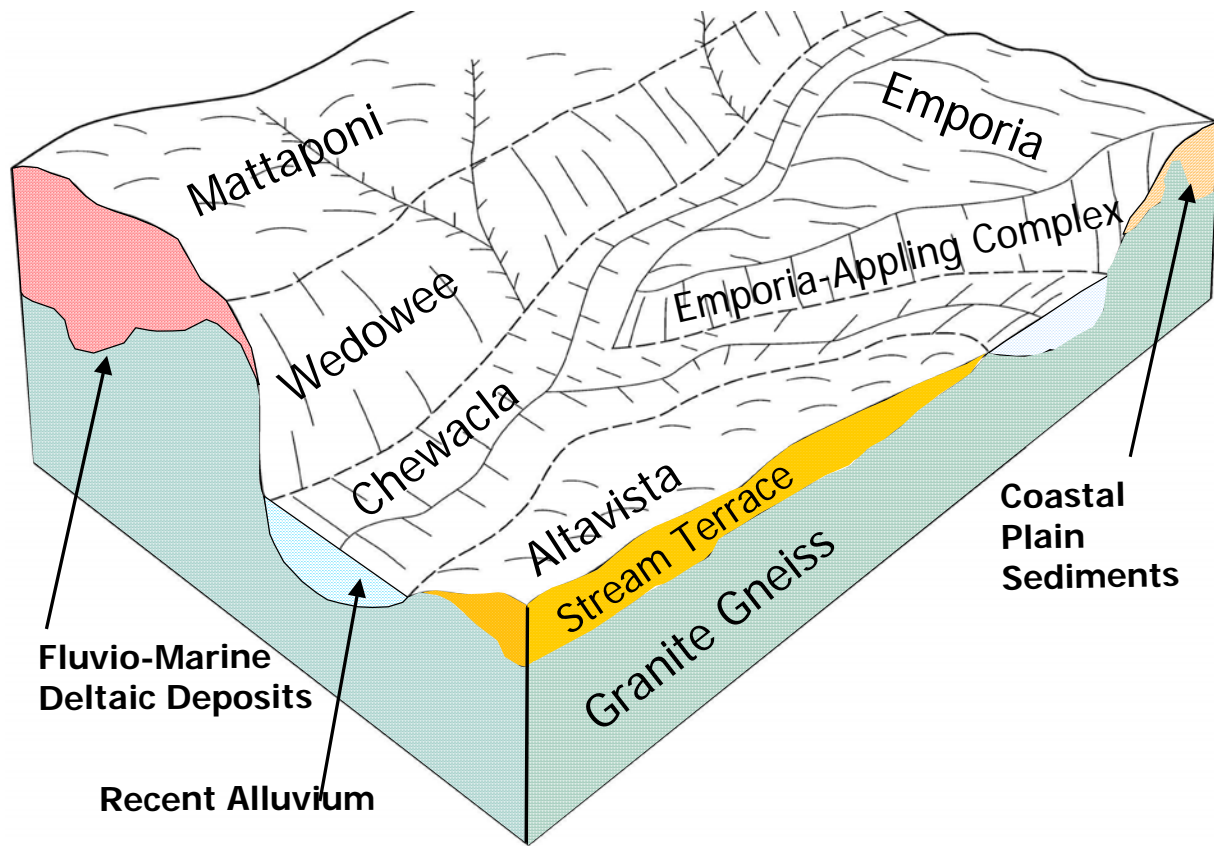 Mattaponi
Emporia
Emporia-Appling Complex
Wedowee
Chewacla
Altavista
Stream Terrace
Granite Gneiss
Coastal
Plain
Sediments
Fluvio-Marine
Deltaic Deposits
Recent Alluvium